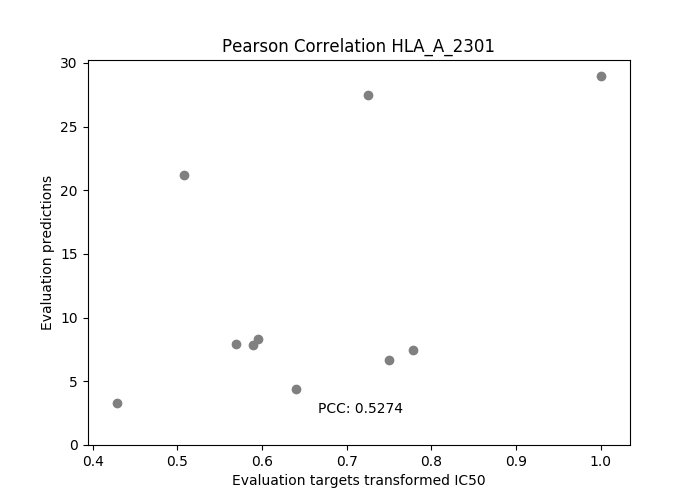 Pearson Correlation HLA_A_2301
30
25
20
15
10
5
0
Evaluation predictions
PCC: 0.5274
0.4 0.5 0.6 0.7 0.8 0.9 1.0
Evaluation targets transformed IC50